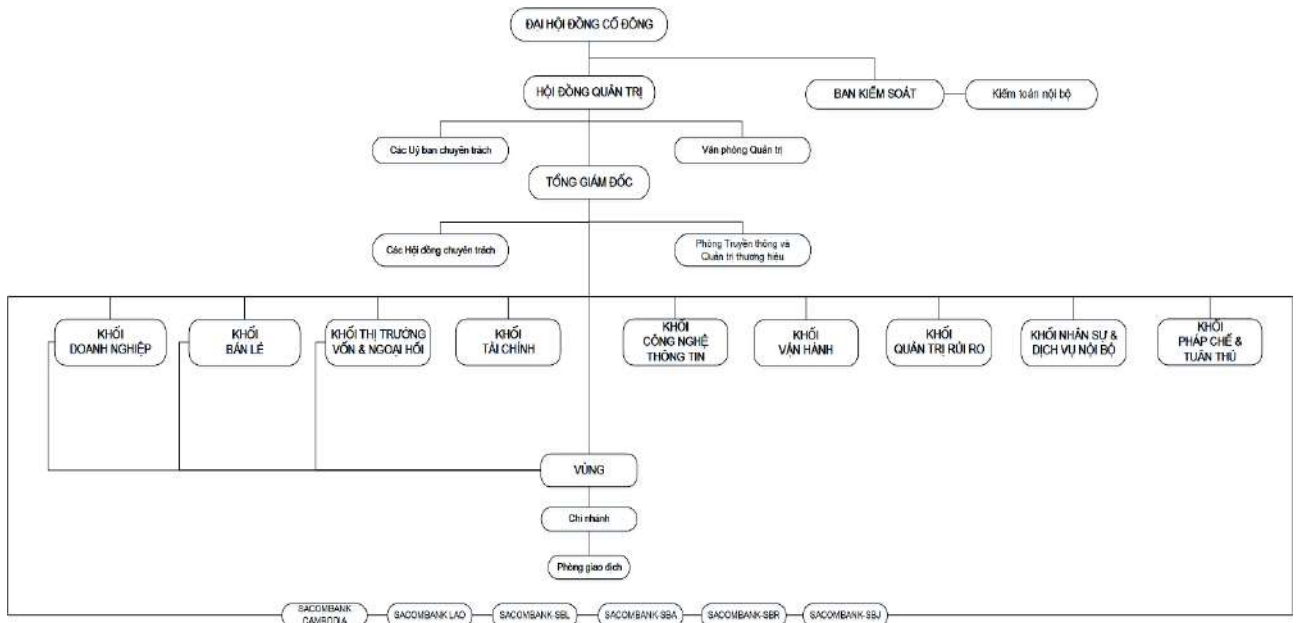 ĐẠI HỘI ĐỒNG CỔ ĐÔNG
HỘI ĐỒNG QUẢN TRỊ
BAN KIỂM SOÁT
Kiểm toán nội bộ
Các Uỷ ban chuyên trách
Văn phòng Quản trị
TỔNG GIÁM ĐỐC
Các Hội đồng chuyên trách
Phòng Truyền thông và
Quản trị thương hiệu
KHỐI
DOANH NGHIỆP
KHỐI
BÁN LẺ
KHỐI THỊ TRƯỜNG
VỐN & NGOẠI HỐI
KHỐI
TÀI CHÍNH
KHỐI
CÔNG NGHỆ
THÔNG TIN
KHỐI
VẬN HÀNH
KHỐI
QUẢN TRỊ RỦI RO
KHỐI NHÂN SỰ &
DỊCH VỤ NỘI BỘ
KHỐI
PHÁP CHẾ &
TUÂN THỦ
VÙNG
Chi nhánh
Phòng giao dịch
SACOMBANK
CAMBODIA
SACOMBANK LAO
SACOMBANK-SBL
SACOMBANK-SBA
SACOMBANK-SBR
SACOMBANK-SBJ